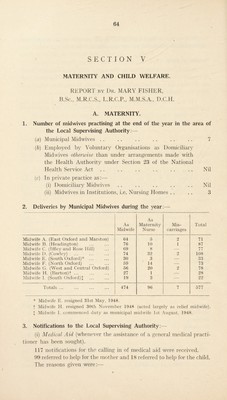 64
SECTION V
MATERNITY AND CHILD WELFARE.
REPORT BY DR. MARY FISHER,
B.Sc., M.R.C.S., L.R.C.P., M.M.S.A., D.C.H.
A. MATERNITY.
1. Number of midwives practising at the end of the year in the area of
the Local Supervising Authority:—
(a) Municipal Midwives .. .. .. .. .. .. 7
(b) Employed by Voluntary Organisations as Domiciliary
Midwives otherwise than under arrangements made with
the Health Authority under Section 23 of the National
Health Service Act .. .. .. .. .. .. Nil
(c) In private practice as:—
(i) Domiciliary Midwives .. .. .. .. .. Nil
(ii) Midwives in Institutions, i.e, Nursing Homes .. .. 3
2. Deliveries by Municipal Midwives during the year:—
As Midwife As Maternity Nurse Mis-carriages Total
Midwife A. (East Oxford and Marston) 64 5 2 71
Midwife B. (Headington) 76 10 1 87
Midwife C. (Iffley and Rose Hill) 69 8 77
Midwife D. (Cowley) 74 32 2 108
Midwife E. (South Oxford)* 30 3 33
Midwife F. (North Oxford) 59 14 73
Midwife G. (West and Central Oxford) 56 20 2 78
Midwife H. (Barton)† 27 1 28
Midwife I. (South Oxford)‡ 19 3 22
Totals 474 96 7 577
* Midwife E. resigned 31st May, 1948.
† Midwife H. resigned 30th November 1948 (acted largely as relief midwife).
‡ Midwife I. commenced duty as municipal midwife 1st August, 1948.
3. Notifications to the Local Supervising Authority:—
(i) Medical Aid (whenever the assistance of a general medical practi-
tioner has been sought).
117 notifications for the calling in of medical aid were received.
99 referred to help for the mother and 18 referred to help for the child.
The reasons given were:—